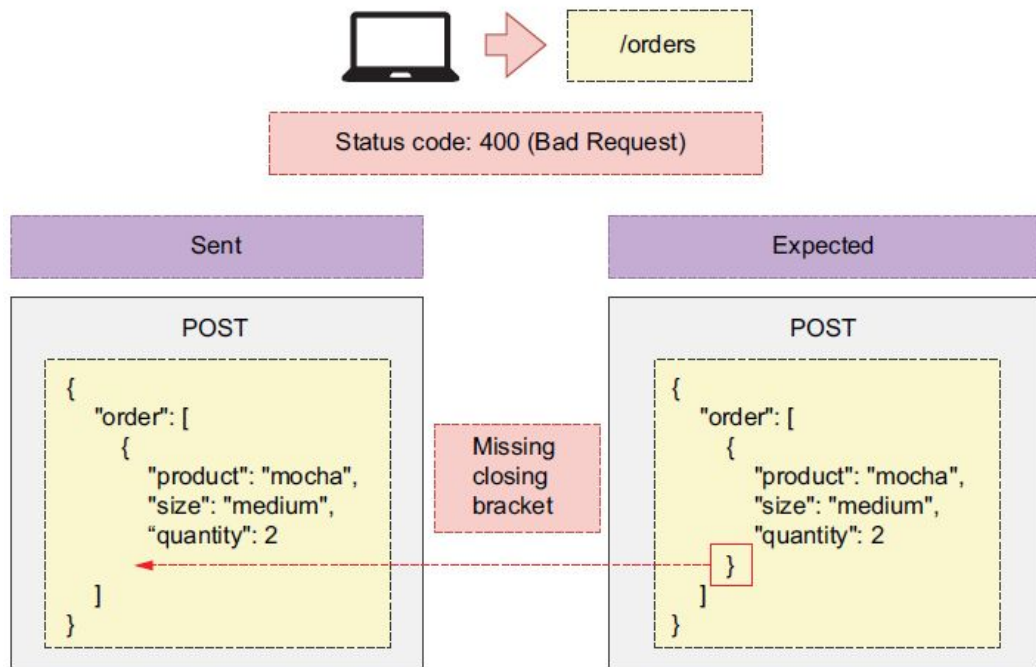 /orders
Status code: 400 (Bad Request)
Sent
POST
{
"order": [
{
"product": "mocha",
"size": "medium",
“quantity": 2
]
}
Missing
closing
bracket
Expected
POST
{
"order": [
{
"product": "mocha",
"size": "medium",
"quantity": 2
}
]
}